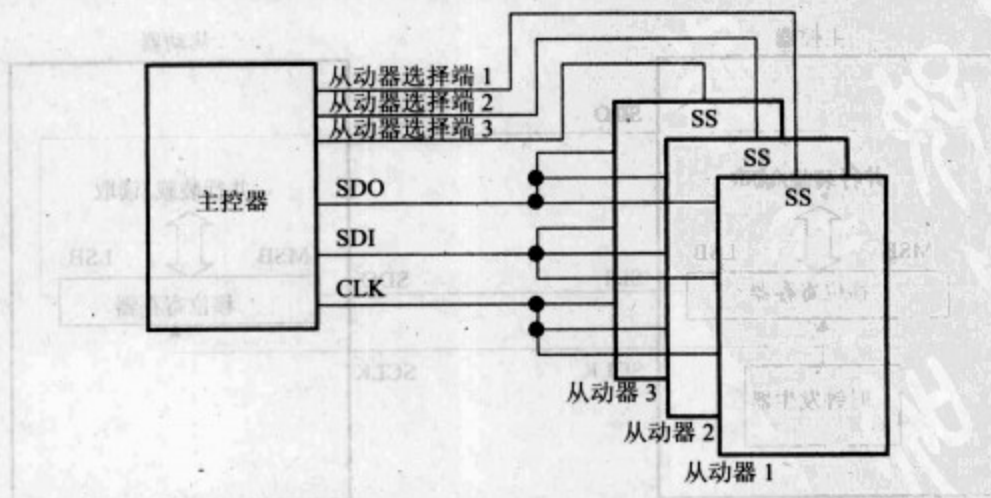 从动器选择端 1
从动器选择端 2
从动器选择端 3
SS
SS
SS
主控器
SDO
SDI
CLK
从动器 3
从动器 2
从动器 1